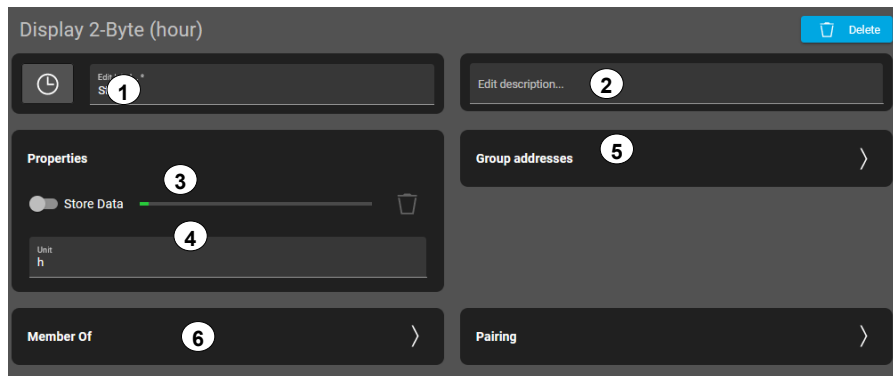 Display 2-Byte (hour)
Delete
1
2
Edit description...
Properties
3
Store Data
4
Unit
h
Group addresses
5
Member Of
6
Pairing